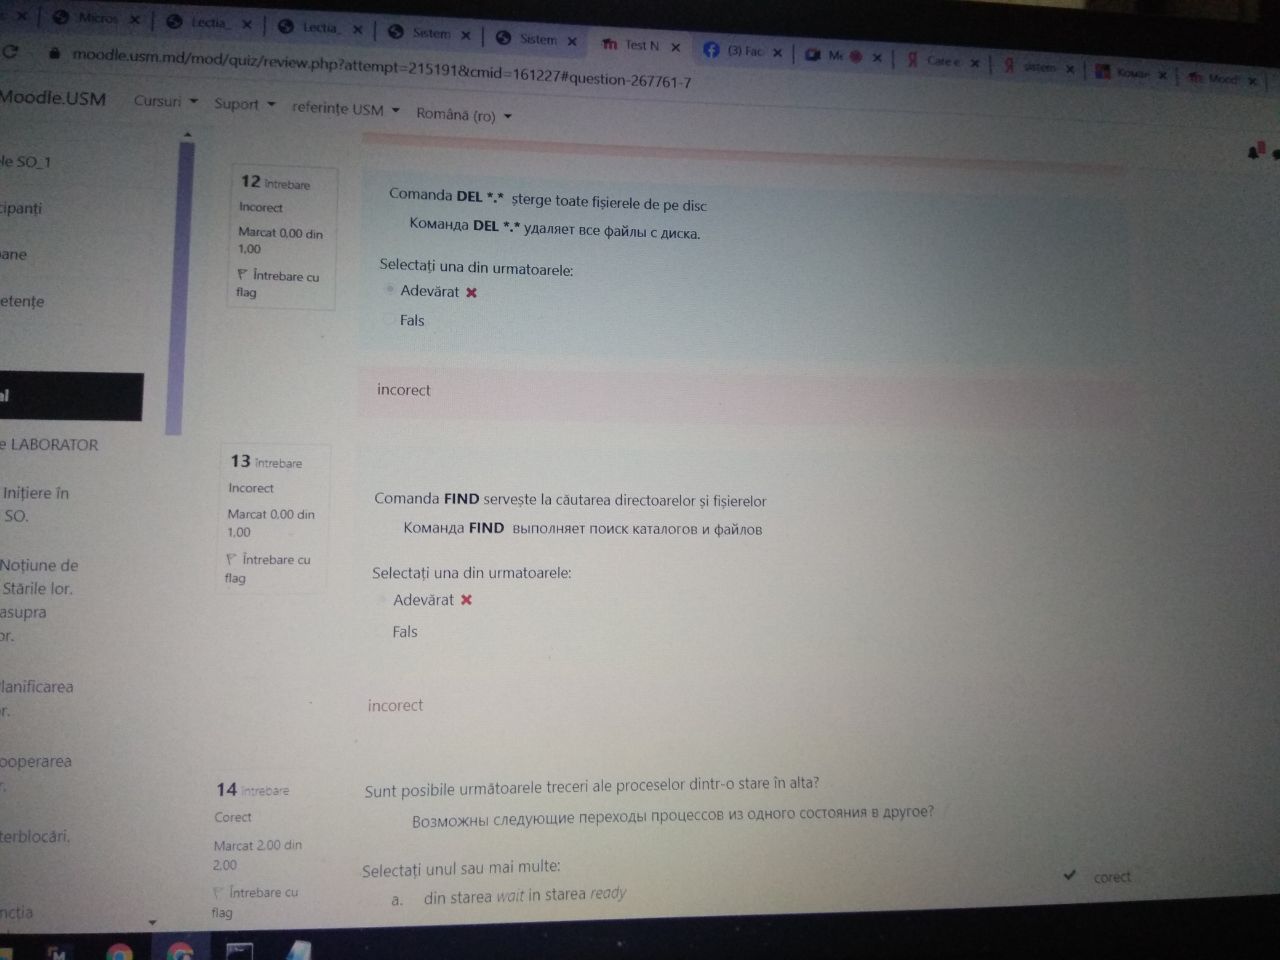 Micros
Lectia_
Lectia_
Sistem
Sistem
Test N
(3) Fac
Me
Care e
sistem
Mood
moodle.usm.md/mod/quiz/review.php?attempt=215191&cmid=161227#question-267761-7
Moodle.USM
Cursuri
Suport
referințe USM
Română (ro)
le SO_1
cipanți
oane
etențe
al
e LABORATOR
Inițiere în
SO.
Noțiune de
Stările lor.
asupra
or.
lanificarea
r.
ooperarea
r.
terblocări.
12 întrebare
Incorect
Marcat 0,00 din
1,00
Întrebare cu
flag
Comanda DEL *.* șterge toate fișierele de pe disc
Команда DEL *.* удаляет все файлы с диска.
Selectați una din urmatoarele:
Adevărat
Fals
incorect
13 întrebare
Incorect
Marcat 0,00 din
1,00
Întrebare cu
flag
Comanda FIND servește la căutarea directoarelor și fișierelor
Команда FIND выполняет поиск каталогов и файлов
Selectați una din urmatoarele:
Adevărat
Fals
incorect
14 întrebare
Corect
Marcat 2,00 din
2,00
Întrebare cu
flag
Sunt posibile următoarele treceri ale proceselor dintr-o stare în alta?
Возможны следующие переходы процессов из одного состояния в другое?
Selectați unul sau mai multe:
a. din starea wait in starea ready
corect